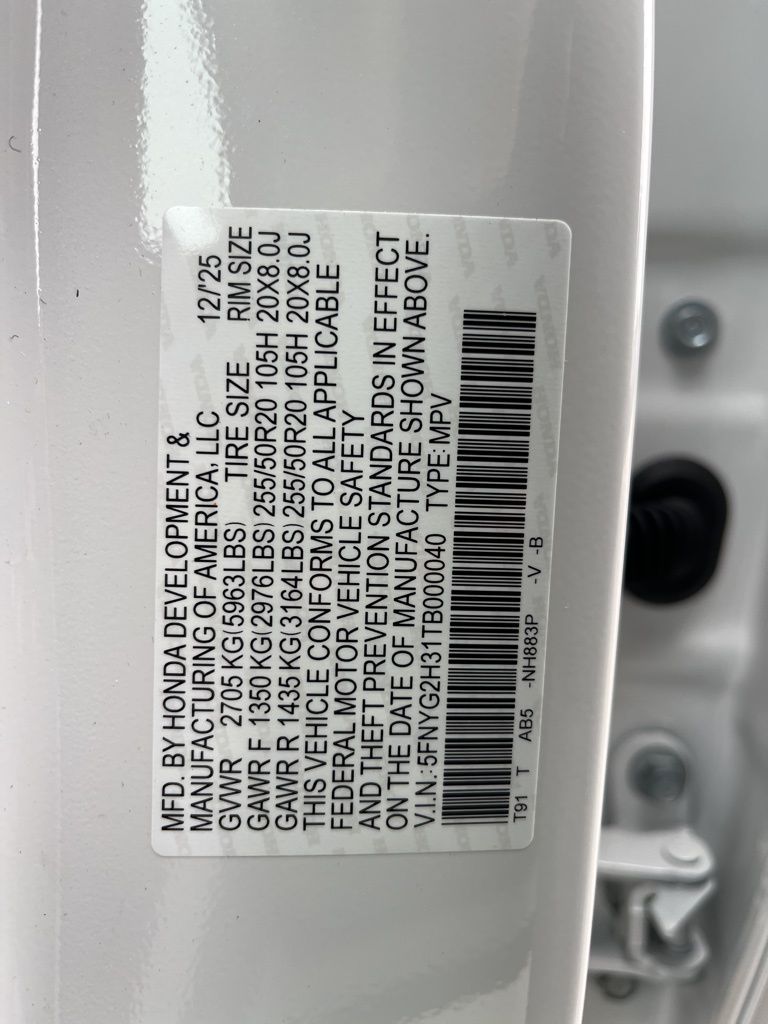 MFD. BY HONDA DEVELOPMENT &
MANUFACTURING OF AMERICA, LLC 12/'25
GVWR 2705 KG(5963LBS) TIRE SIZE RIM SIZE
GAWR F 1350 KG(2976LBS) 255/50R20 105H 20X8.0J
GAWR R 1435 KG(3164LBS) 255/50R20 105H 20X8.0J
THIS VEHICLE CONFORMS TO ALL APPLICABLE
FEDERAL MOTOR VEHICLE SAFETY
AND THEFT PREVENTION STANDARDS IN EFFECT
ON THE DATE OF MANUFACTURE SHOWN ABOVE.
V.I.N.:5FNYG2H31TB000040 TYPE:MPV
T91 T AB5 -NH883P -V -B